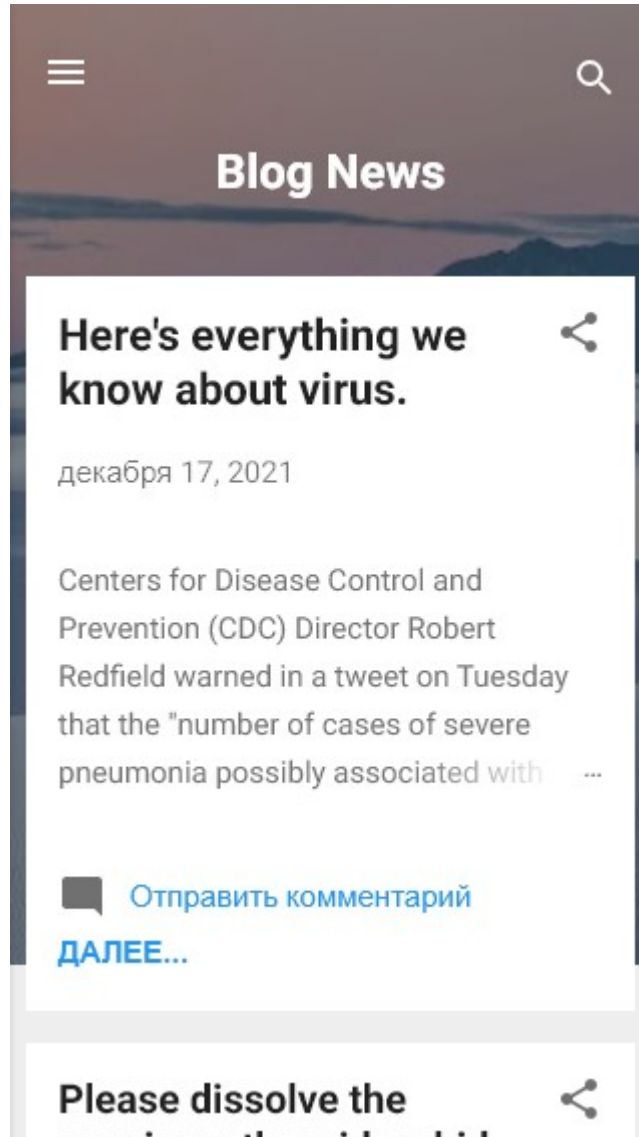 Blog News
Here's everything we
know about virus.
декабря 17, 2021
Centers for Disease Control and
Prevention (CDC) Director Robert
Redfield warned in a tweet on Tuesday
that the "number of cases of severe
pneumonia possibly associated with ...
Отправить комментарий
ДАЛЕЕ...
Please dissolve the